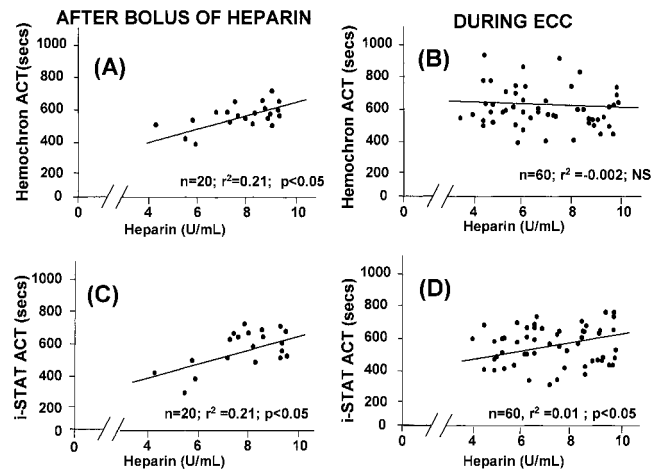 AFTER BOLUS OF HEPARIN
DURING ECC
(A)
Hemochron ACT(secs)
1000
800
600
400
200
0
n=20; r²=0.21; p<0.05
0 4 6 8 10
Heparin (U/mL)
(B)
Hemochron ACT (secs)
1000
800
600
400
200
0
n=60; r²=-0.002; NS
0 4 6 8 10
Heparin (U/mL)
(C)
i-STAT ACT (secs)
1000
800
600
400
200
0
n=20; r²=0.21; p<0.05
0 4 6 8 10
Heparin (U/mL)
(D)
i-STAT ACT (secs)
1000
800
600
400
200
0
n=60, r²=0.01 ; p<0.05
0 4 6 8 10
Heparin (U/mL)